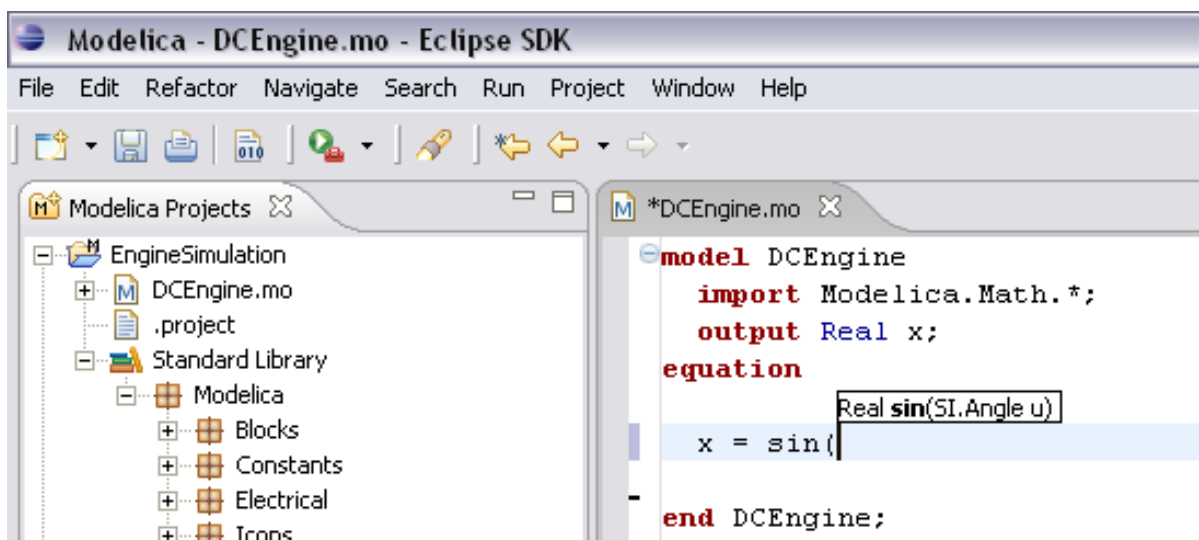 Modelica - DCEngine.mo - Eclipse SDK
File Edit Refactor Navigate Search Run Project Window Help
010
Modelica Projects
EngineSimulation
DCEngine.mo
.project
Standard Library
Modelica
Blocks
Constants
Electrical
Icons
*DCEngine.mo
model DCEngine
import Modelica.Math.*;
output Real x;
equation
Real sin(SI.Angle u)
x = sin(
end DCEngine;